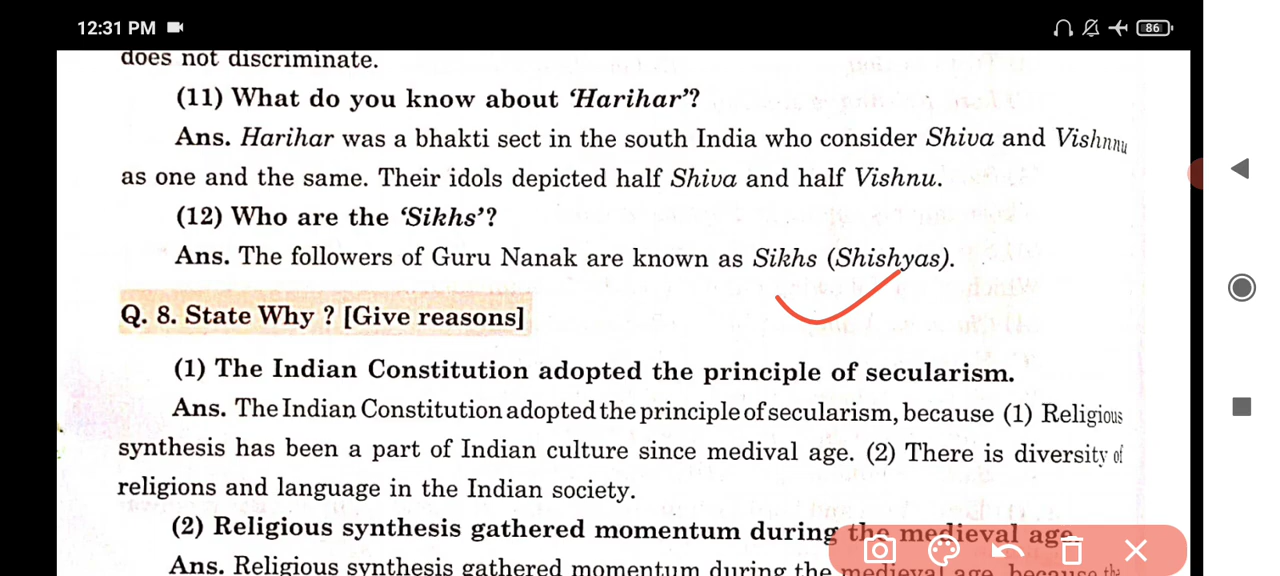 12:31 PM
86
does not discriminate.
(11) What do you know about ‘Harihar’?
Ans. Harihar was a bhakti sect in the south India who consider Shiva and Vishnu
as one and the same. Their idols depicted half Shiva and half Vishnu.
(12) Who are the ‘Sikhs’?
Ans. The followers of Guru Nanak are known as Sikhs (Shishyas).
Q. 8. State Why ? [Give reasons]
(1) The Indian Constitution adopted the principle of secularism.
Ans. The Indian Constitution adopted the principle of secularism, because (1) Religious
synthesis has been a part of Indian culture since medival age. (2) There is diversity of
religions and language in the Indian society.
(2) Religious synthesis gathered momentum during the medieval age.
Ans. Religious synthesis gathered momentum during the medieval age, because the